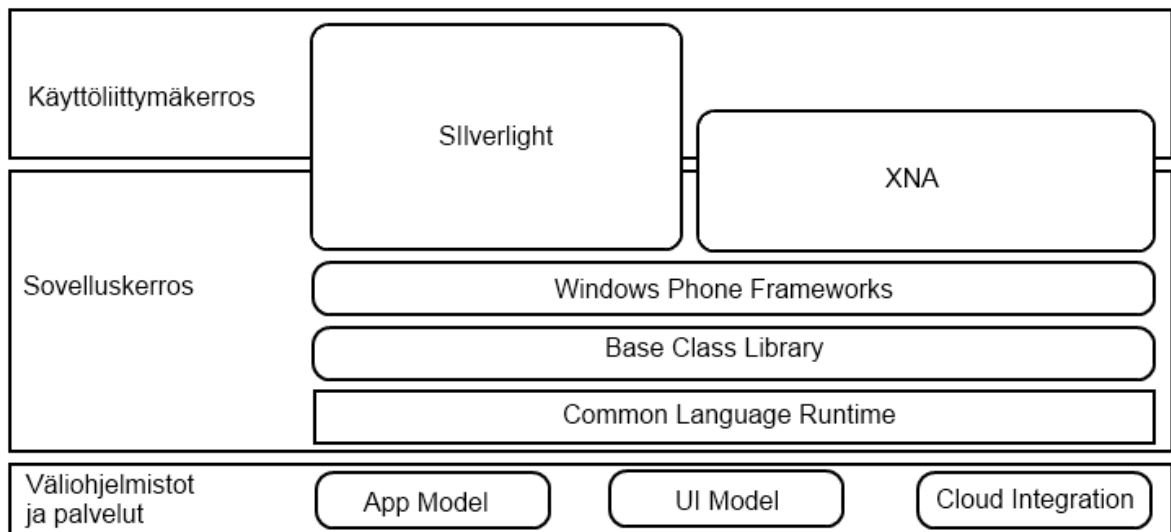 Käyttöliittymäkerros
SIlverlight
XNA
Sovelluskerros
Windows Phone Frameworks
Base Class Library
Common Language Runtime
Väliohjelmistot
ja palvelut
App Model
UI Model
Cloud Integration